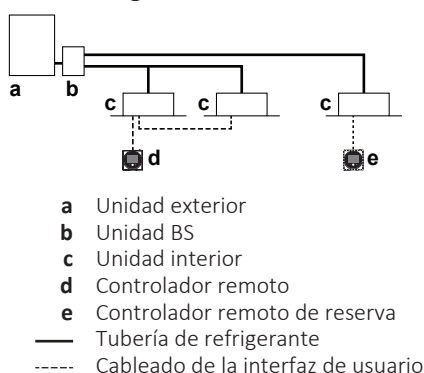 a
b
c
c
c
d
e
a Unidad exterior
b Unidad BS
c Unidad interior
d Controlador remoto
e Controlador remoto de reserva
Tubería de refrigerante
Cableado de la interfaz de usuario